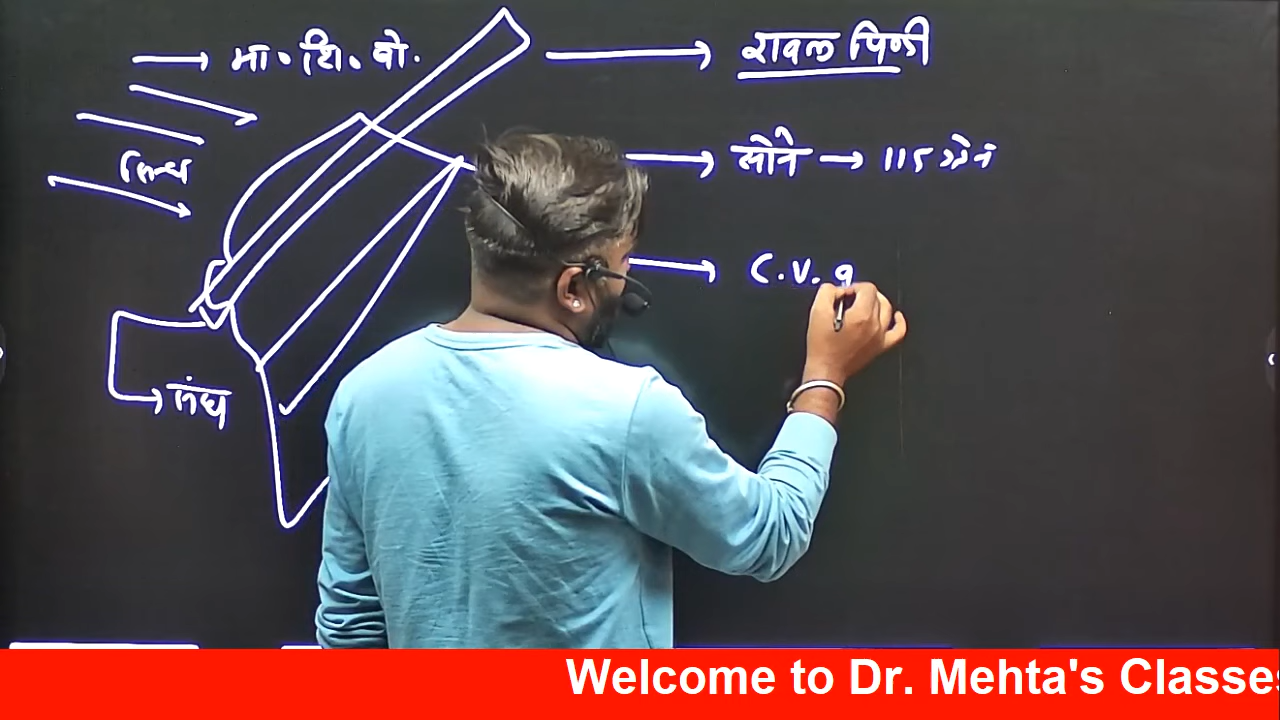 मा. शि. बो.
रावल पिण्डी
सिन्ध
सोने → 115 ग्रेन
C.V. 9
मेघ
Welcome to Dr. Mehta's Classes